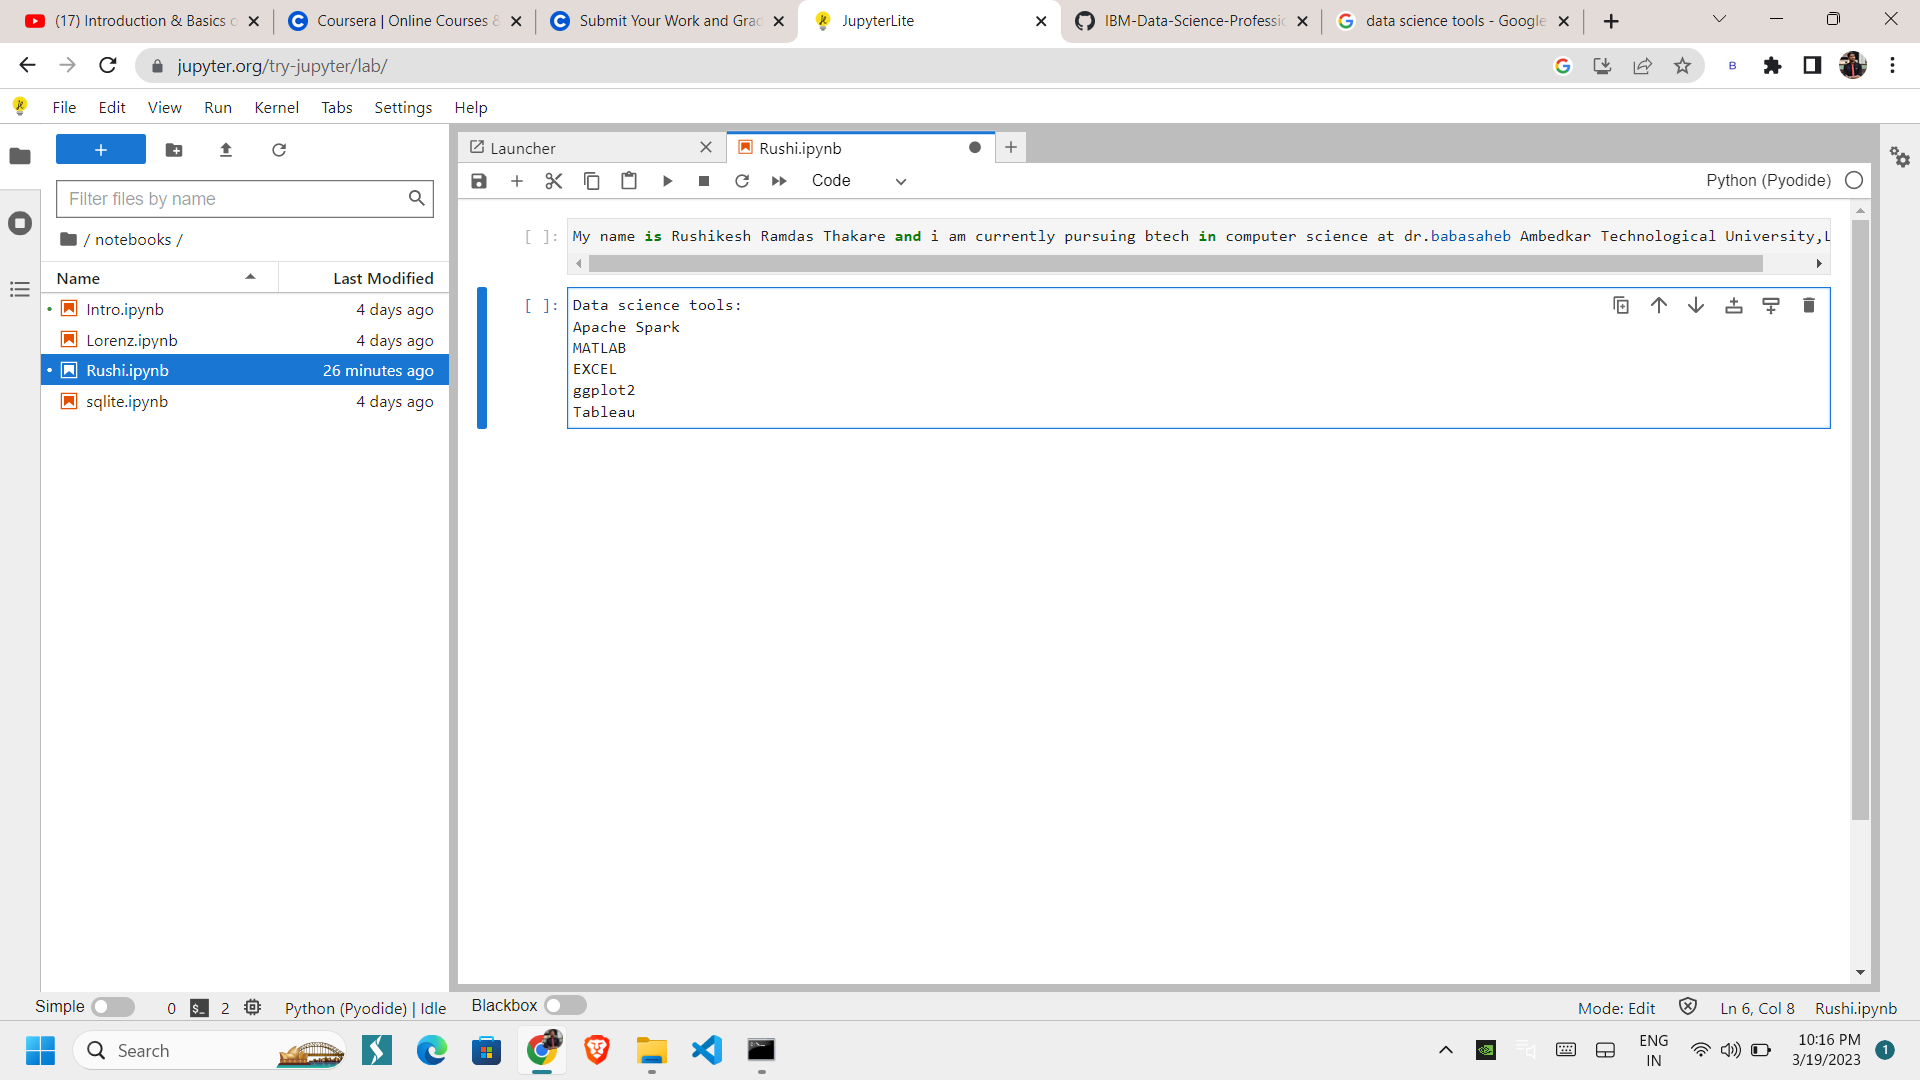 (17) Introduction & Basics o
Coursera | Online Courses &
Submit Your Work and Grad
JupyterLite
IBM-Data-Science-Professio
data science tools - Google
jupyter.org/try-jupyter/lab/
File Edit View Run Kernel Tabs Settings Help
Launcher
Rushi.ipynb
Filter files by name
Code
Python (Pyodide)
/ notebooks /
Name
Last Modified
Intro.ipynb 4 days ago
Lorenz.ipynb 4 days ago
Rushi.ipynb 26 minutes ago
sqlite.ipynb 4 days ago
[ ]: My name is Rushikesh Ramdas Thakare and i am currently pursuing btech in computer science at dr.babasaheb Ambedkar Technological University,L
[ ]: Data science tools:
Apache Spark
MATLAB
EXCEL
ggplot2
Tableau
Simple 0 $_ 2 Python (Pyodide) | Idle Blackbox
Mode: Edit Ln 6, Col 8 Rushi.ipynb
Search
ENG
IN
10:16 PM
3/19/2023
1